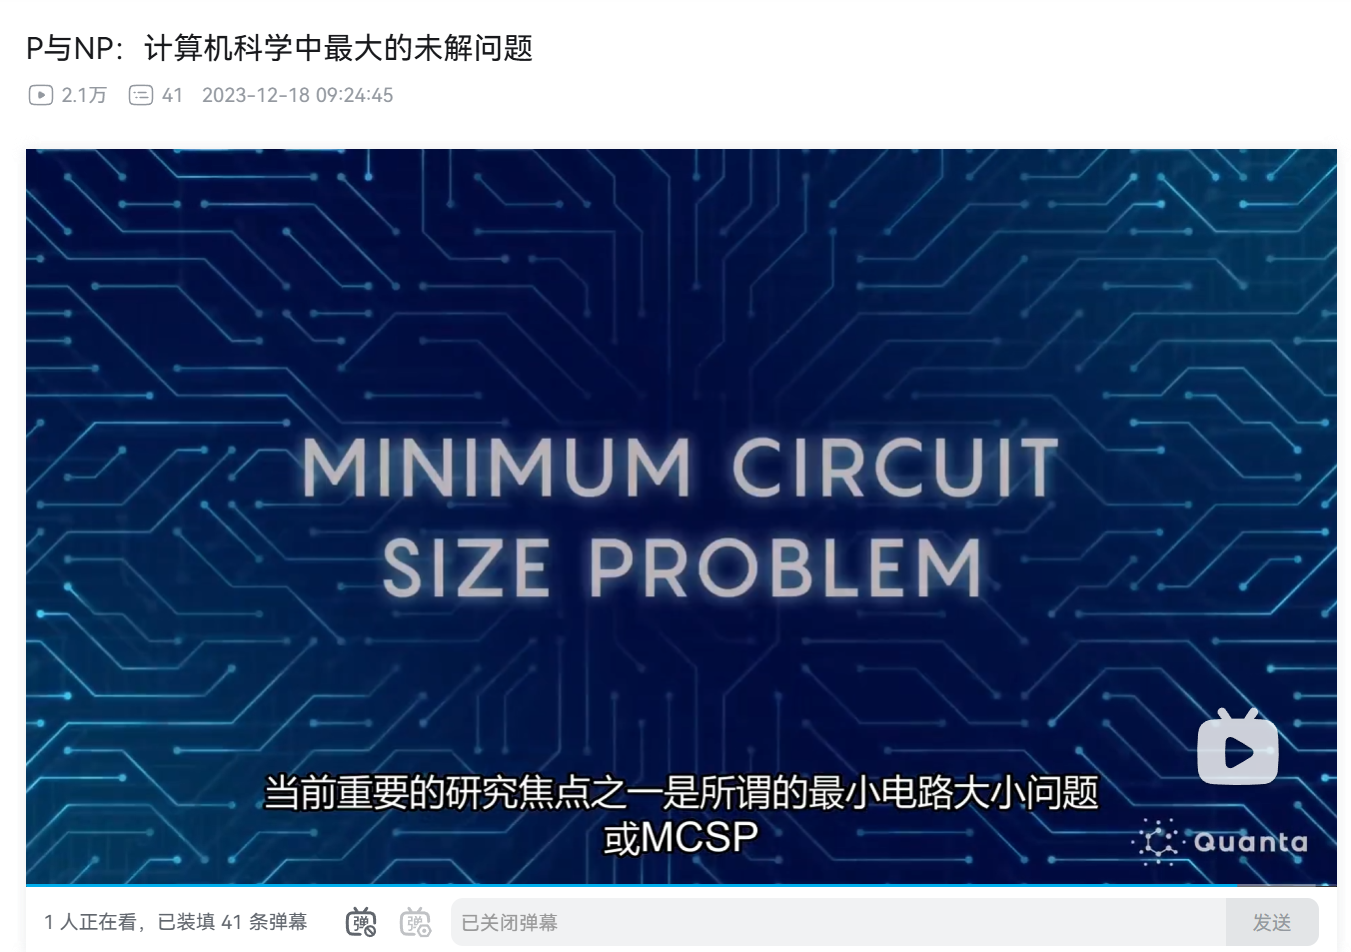 P与NP：计算机科学中最大的未解问题
2.1万 41 2023-12-18 09:24:45
MINIMUM CIRCUIT
SIZE PROBLEM
当前重要的研究焦点之一是所谓的最小电路大小问题
或MCSP
Quanta
1 人正在看，已装填 41 条弹幕 弹 弹 已关闭弹幕 发送